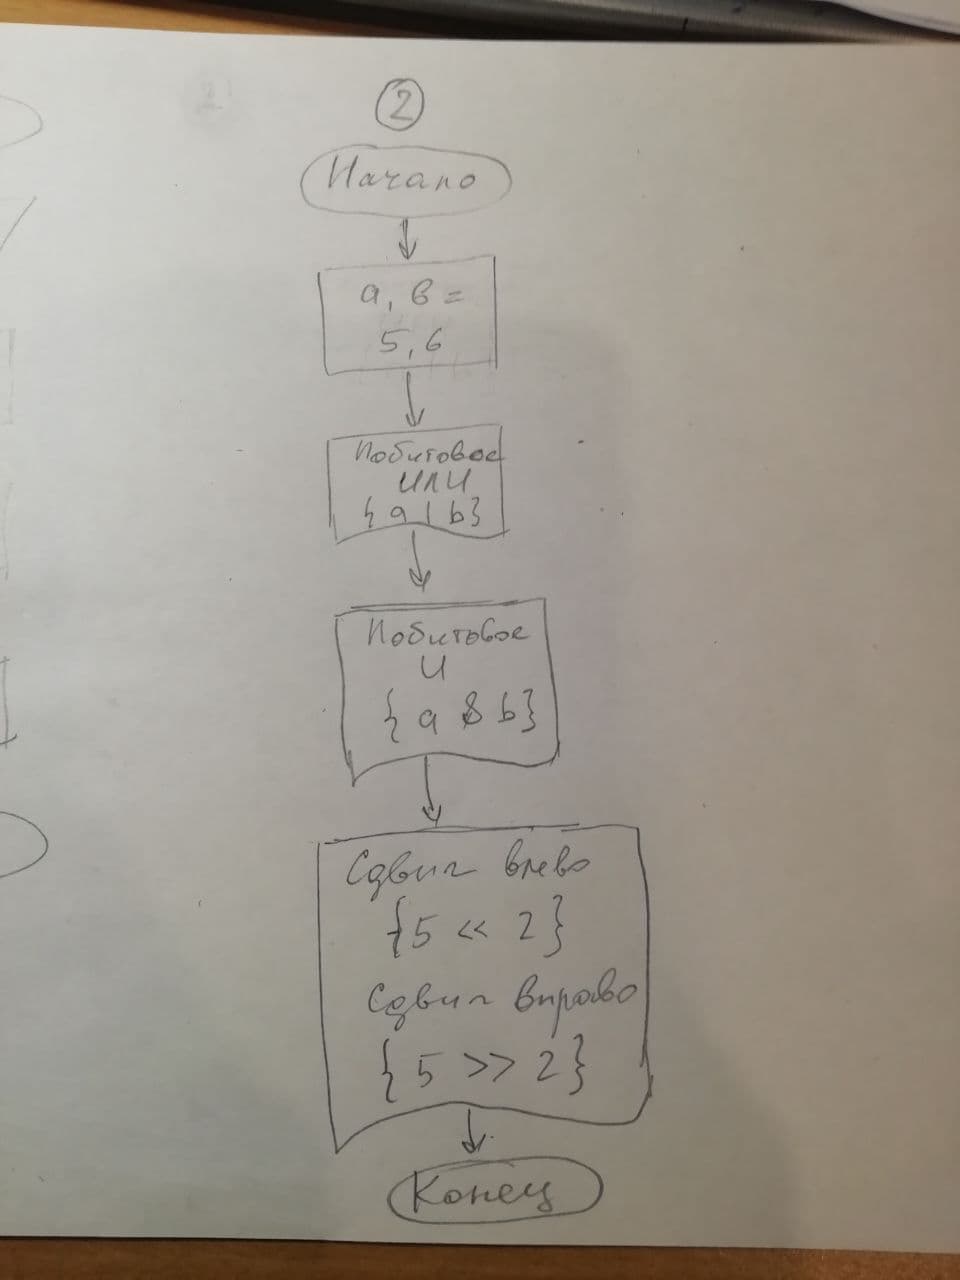 2
Начало
а, в =
5, 6
Побитовое
ИЛИ
{ a | b }
Побитовое
И
{ a & b }
Сдвиг влево
{ 5 << 2 }
Сдвиг вправо
{ 5 >> 2 }
Конец